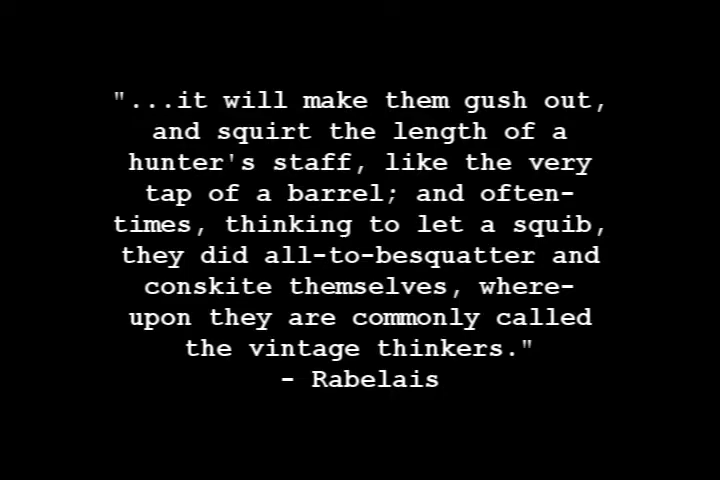 "...it will make them gush out,
and squirt the length of a
hunter's staff, like the very
tap of a barrel; and often-
times, thinking to let a squib,
they did all-to-besquatter and
conskite themselves, where-
upon they are commonly called
the vintage thinkers."
- Rabelais